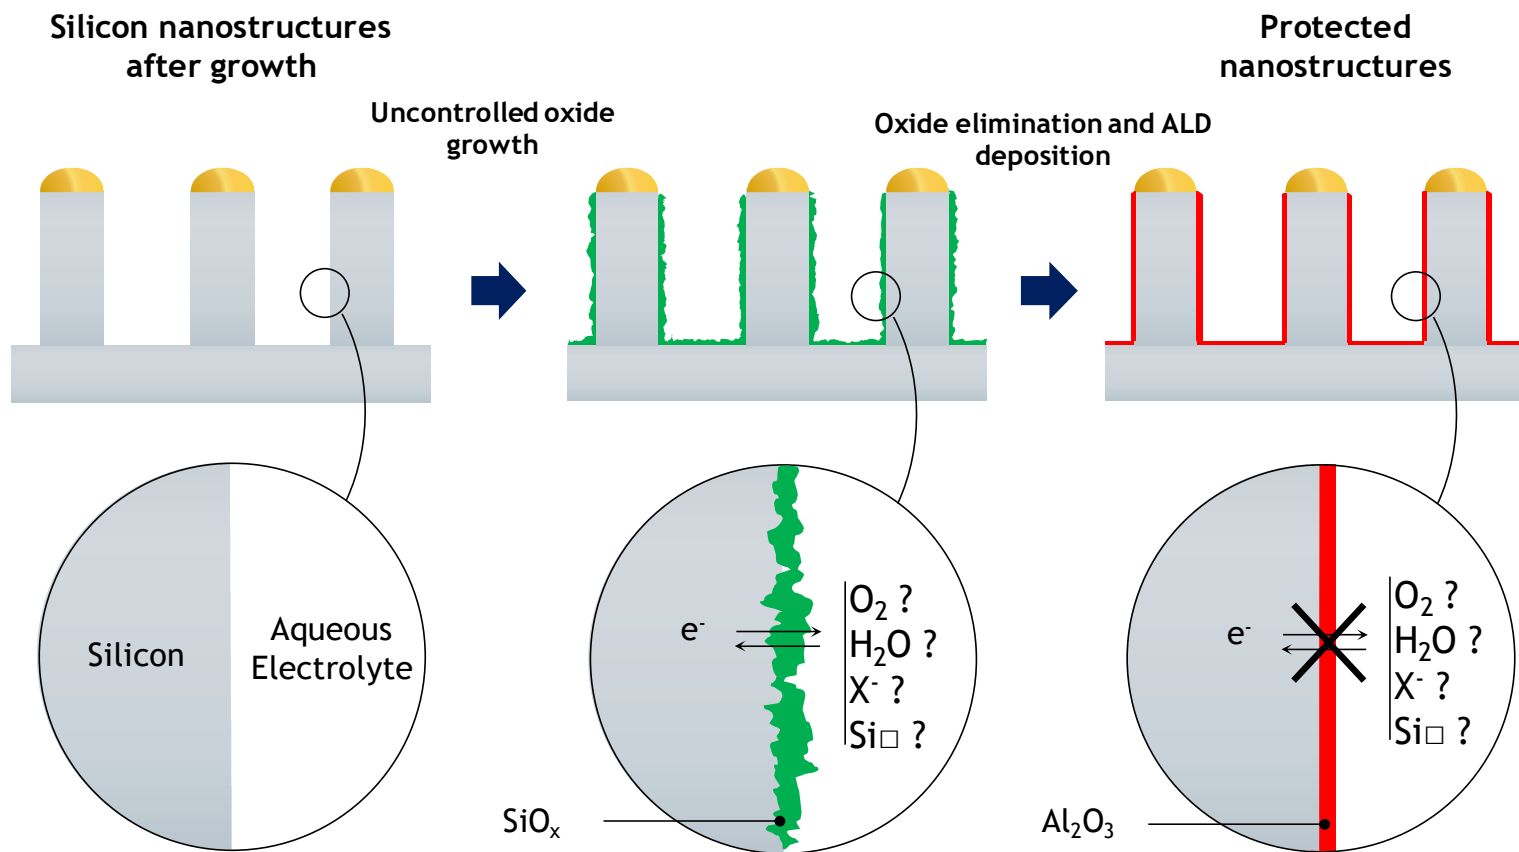 Silicon nanostructures
after growth
Uncontrolled oxide
growth
Oxide elimination and ALD
deposition
Protected
nanostructures
Silicon
Aqueous
Electrolyte
e⁻
O₂ ?
H₂O ?
X⁻ ?
Si□ ?
SiOₓ
e⁻
O₂ ?
H₂O ?
X⁻ ?
Si□ ?
Al₂O₃